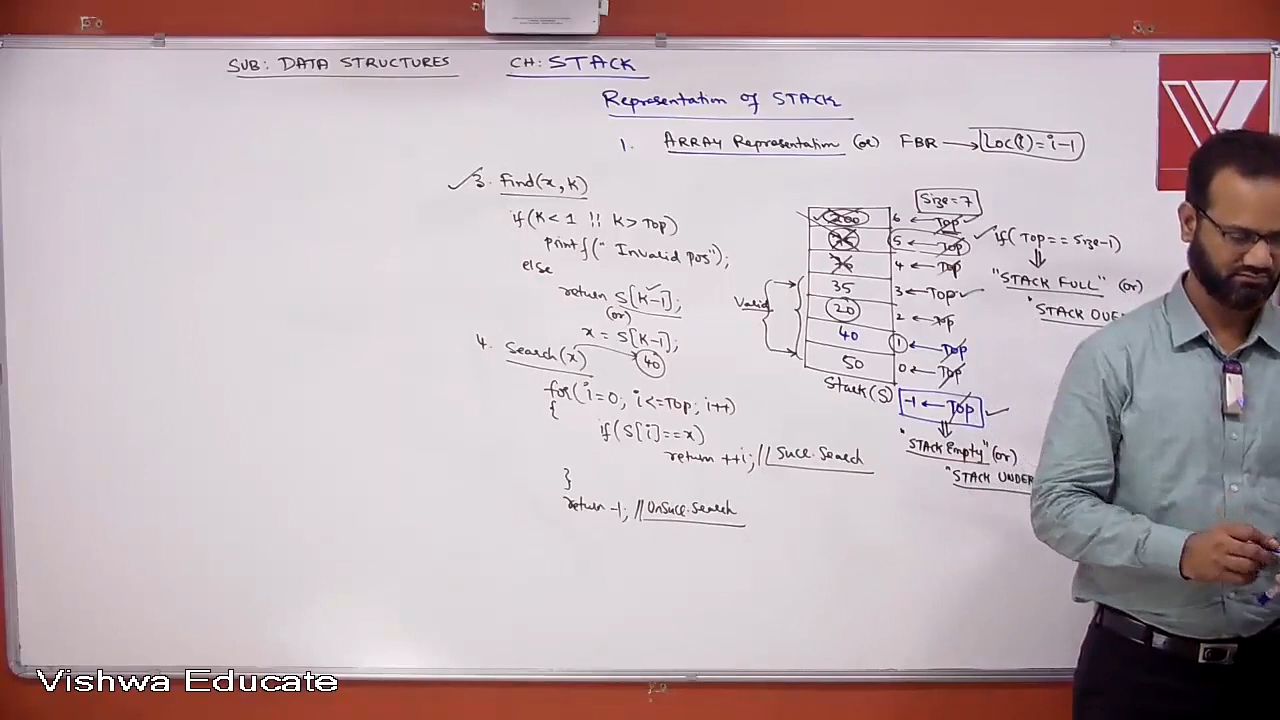 SUB: DATA STRUCTURES CH: STACK
Representation of STACK
1. ARRAY Representation (or) FBR → Loc(l)=i-1
3. Find(x,k)
if(k<1 !! k>Top)
printf(" Invalid pos");
else
return S[k-1];
(or)
x = S[k-1];
4. Search(x) 40
for(i=0; i<=Top; i++)
{
if(S[i]==x)
return ++i; //Succ.Search
}
return -1; //UnSucc.Search
Size=7
200 6 ← Top
5 ← Top
4 ← Top
35 3 ← Top
20 2 ← Top
40 1 ← Top
50 0 ← Top
Stack(S)
-1 ← Top
Valid
if( Top == Size-1)
⇓
"STACK FULL" (or)
"STACK OVE
⇓
"STACK Empty" (or)
"STACK UNDER
Vishwa Educate